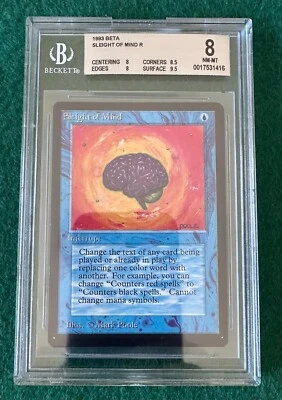 1993 BETA
SLEIGHT OF MIND R
CENTERING 8 CORNERS 8.5
EDGES 8 SURFACE 9.5
8
NM-MT
0017531416
BECKETT
Sleight of Mind
Interrupt
Change the text of any card being
played or already in play by
replacing one color word with
another. For example, you can
change "Counters red spells" to
"Counters black spells." Cannot
change mana symbols.
Illus. © Mark Poole